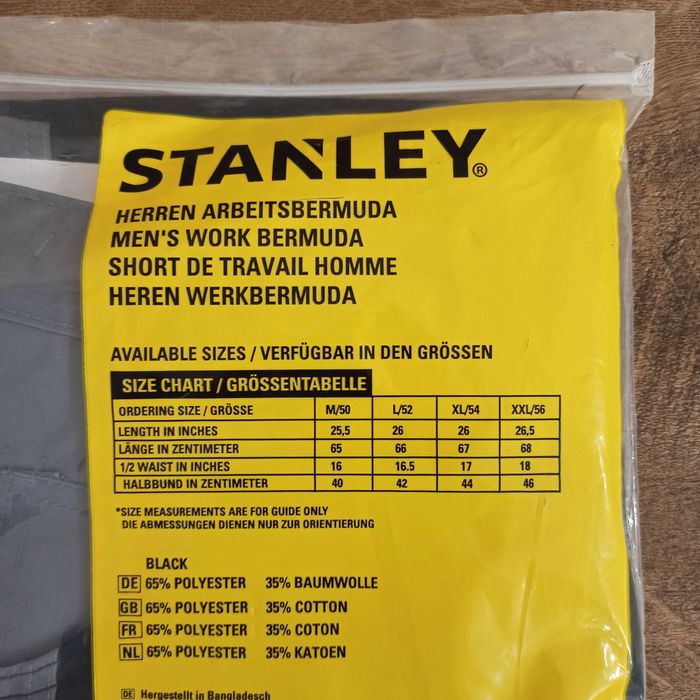 STANLEY®
HERREN ARBEITSBERMUDA
MEN'S WORK BERMUDA
SHORT DE TRAVAIL HOMME
HEREN WERKBERMUDA
AVAILABLE SIZES / VERFÜGBAR IN DEN GRÖSSEN
SIZE CHART / GRÖSSENTABELLE
ORDERING SIZE / GRÖSSE M/50 L/52 XL/54 XXL/56
LENGTH IN INCHES 25,5 26 26 26,5
LÄNGE IN ZENTIMETER 65 66 67 68
1/2 WAIST IN INCHES 16 16.5 17 18
HALBBUND IN ZENTIMETER 40 42 44 46
*SIZE MEASUREMENTS ARE FOR GUIDE ONLY
DIE ABMESSUNGEN DIENEN NUR ZUR ORIENTIERUNG
BLACK
DE 65% POLYESTER 35% BAUMWOLLE
GB 65% POLYESTER 35% COTTON
FR 65% POLYESTER 35% COTON
NL 65% POLYESTER 35% KATOEN
DE Hergestellt in Bangladesch